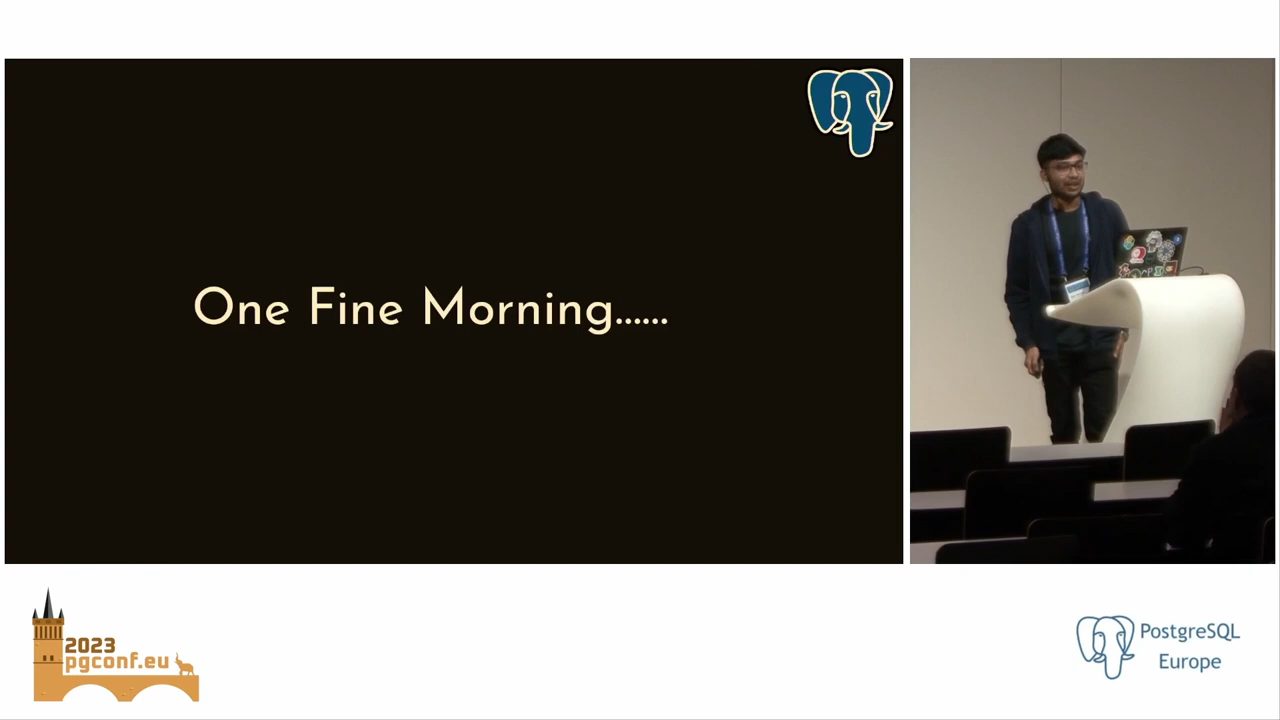 One Fine Morning......
2023
pgconf.eu
PostgreSQL
Europe